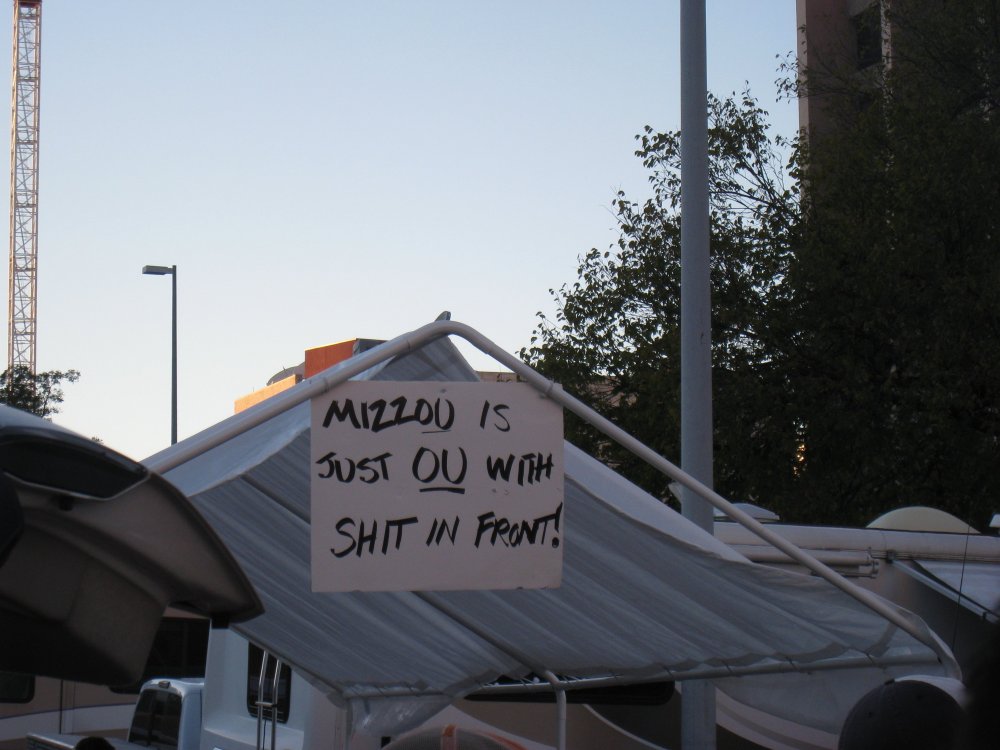 MIZZOU IS
JUST OU WITH
SHIT IN FRONT!